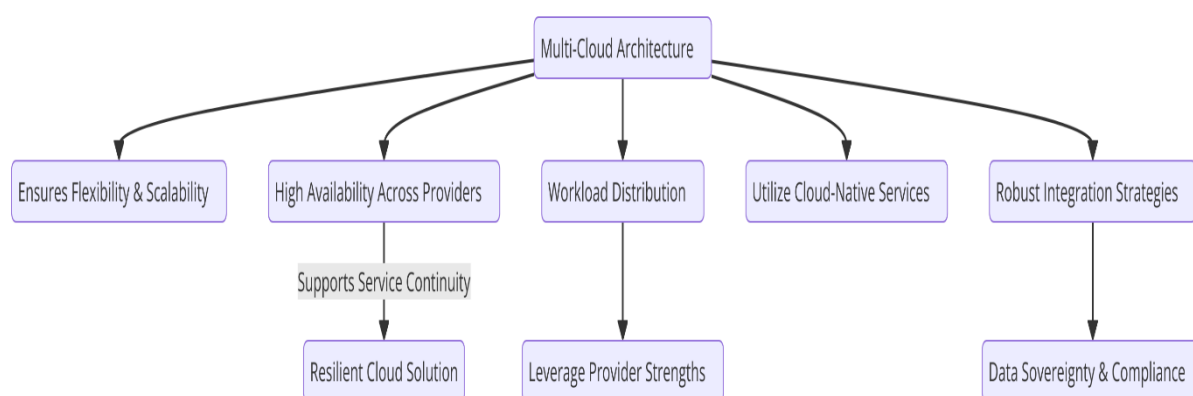 Multi-Cloud Architecture
Ensures Flexibility & Scalability
High Availability Across Providers
Workload Distribution
Utilize Cloud-Native Services
Robust Integration Strategies
Supports Service Continuity
Resilient Cloud Solution
Leverage Provider Strengths
Data Sovereignty & Compliance